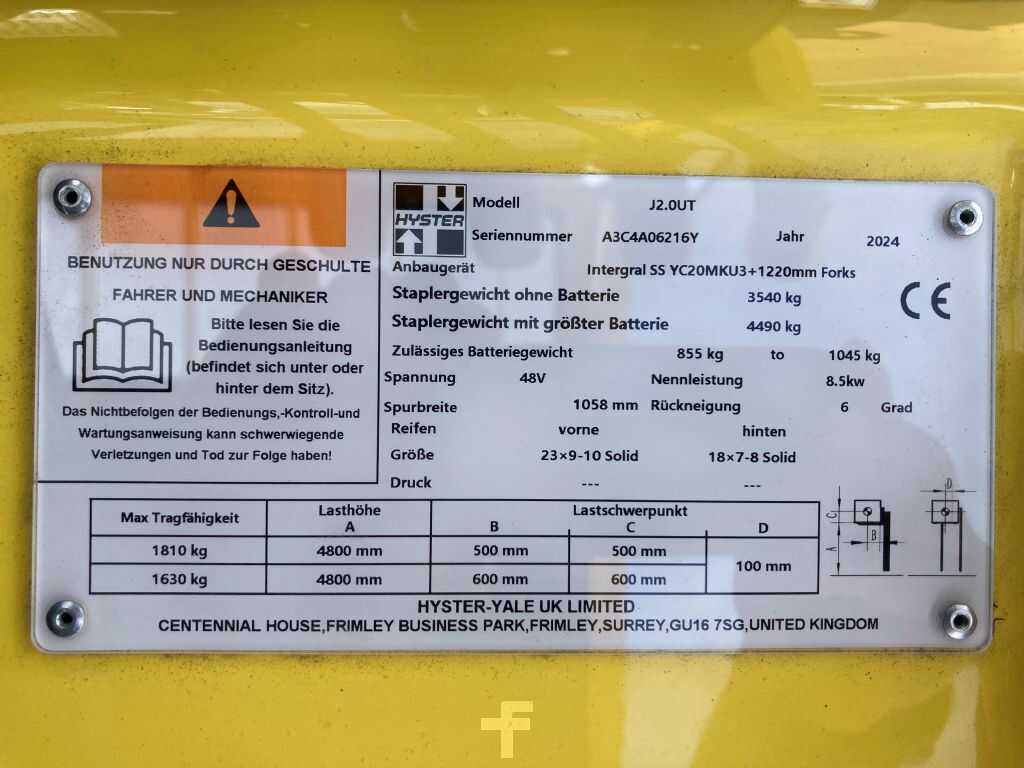 BENUTZUNG NUR DURCH GESCHULTE
FAHRER UND MECHANIKER
Bitte lesen Sie die
Bedienungsanleitung
(befindet sich unter oder
hinter dem Sitz).
Das Nichtbefolgen der Bedienungs,-Kontroll-und
Wartungsanweisung kann schwerwiegende
Verletzungen und Tod zur Folge haben!
HYSTER
Modell J2.0UT
Seriennummer A3C4A06216Y Jahr 2024
Anbaugerät Intergral SS YC20MKU3+1220mm Forks
Staplergewicht ohne Batterie 3540 kg
CE
Staplergewicht mit größter Batterie 4490 kg
Zulässiges Batteriegewicht 855 kg to 1045 kg
Spannung 48V Nennleistung 8.5kw
Spurbreite 1058 mm Rückneigung 6 Grad
Reifen vorne hinten
Größe 23×9-10 Solid 18×7-8 Solid
Druck --- ---
Max Tragfähigkeit Lasthöhe Lastschwerpunkt
A B C D
1810 kg 4800 mm 500 mm 500 mm 100 mm
1630 kg 4800 mm 600 mm 600 mm
A B C D
HYSTER-YALE UK LIMITED
CENTENNIAL HOUSE,FRIMLEY BUSINESS PARK,FRIMLEY,SURREY,GU16 7SG,UNITED KINGDOM